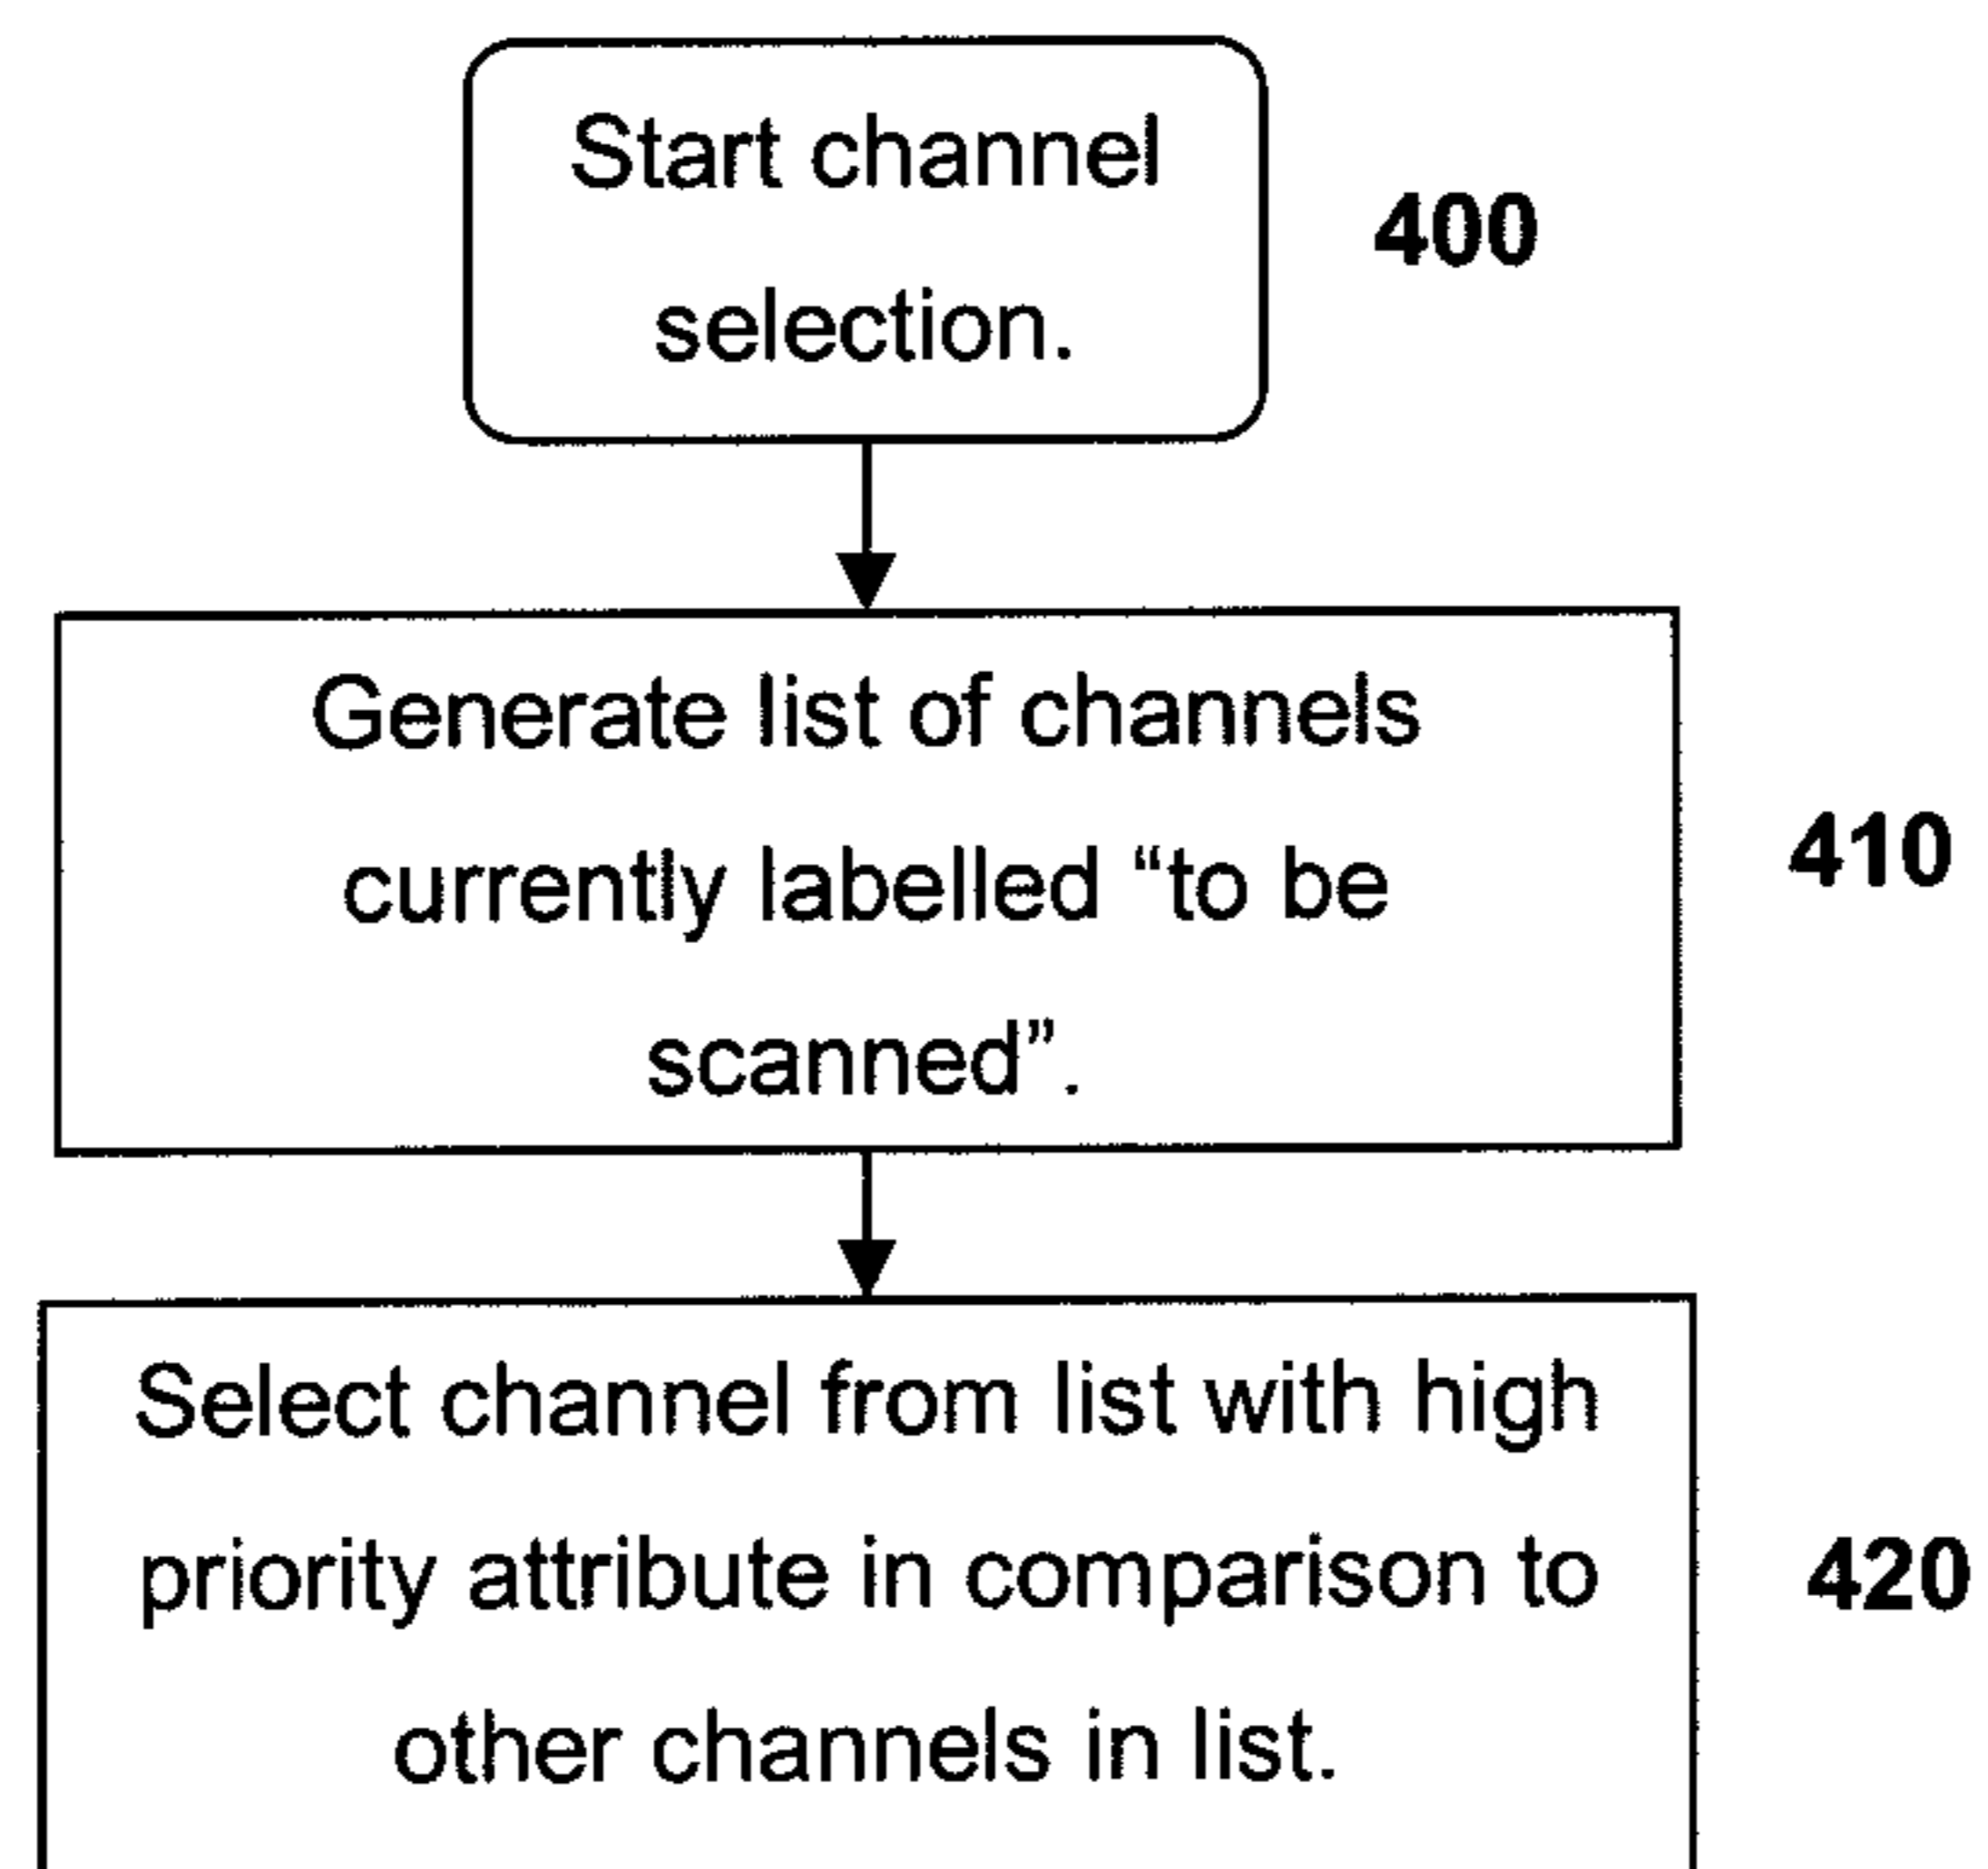 Start channel
selection.
400
Generate list of channels
currently labelled “to be
scanned”.
410
Select channel from list with high
priority attribute in comparison to
other channels in list.
420